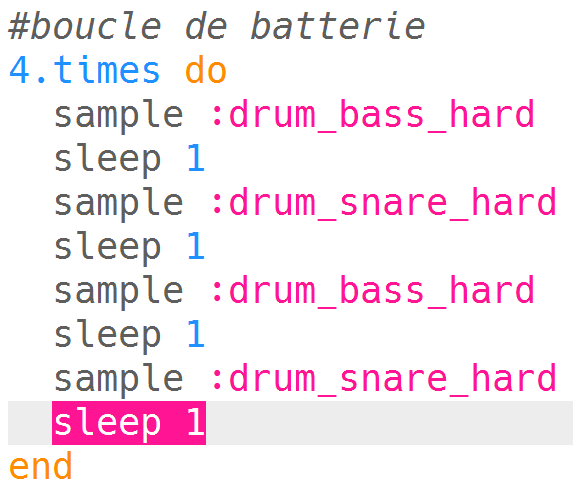 #boucle de batterie
4.times do
  sample :drum_bass_hard
  sleep 1
  sample :drum_snare_hard
  sleep 1
  sample :drum_bass_hard
  sleep 1
  sample :drum_snare_hard
  sleep 1
end